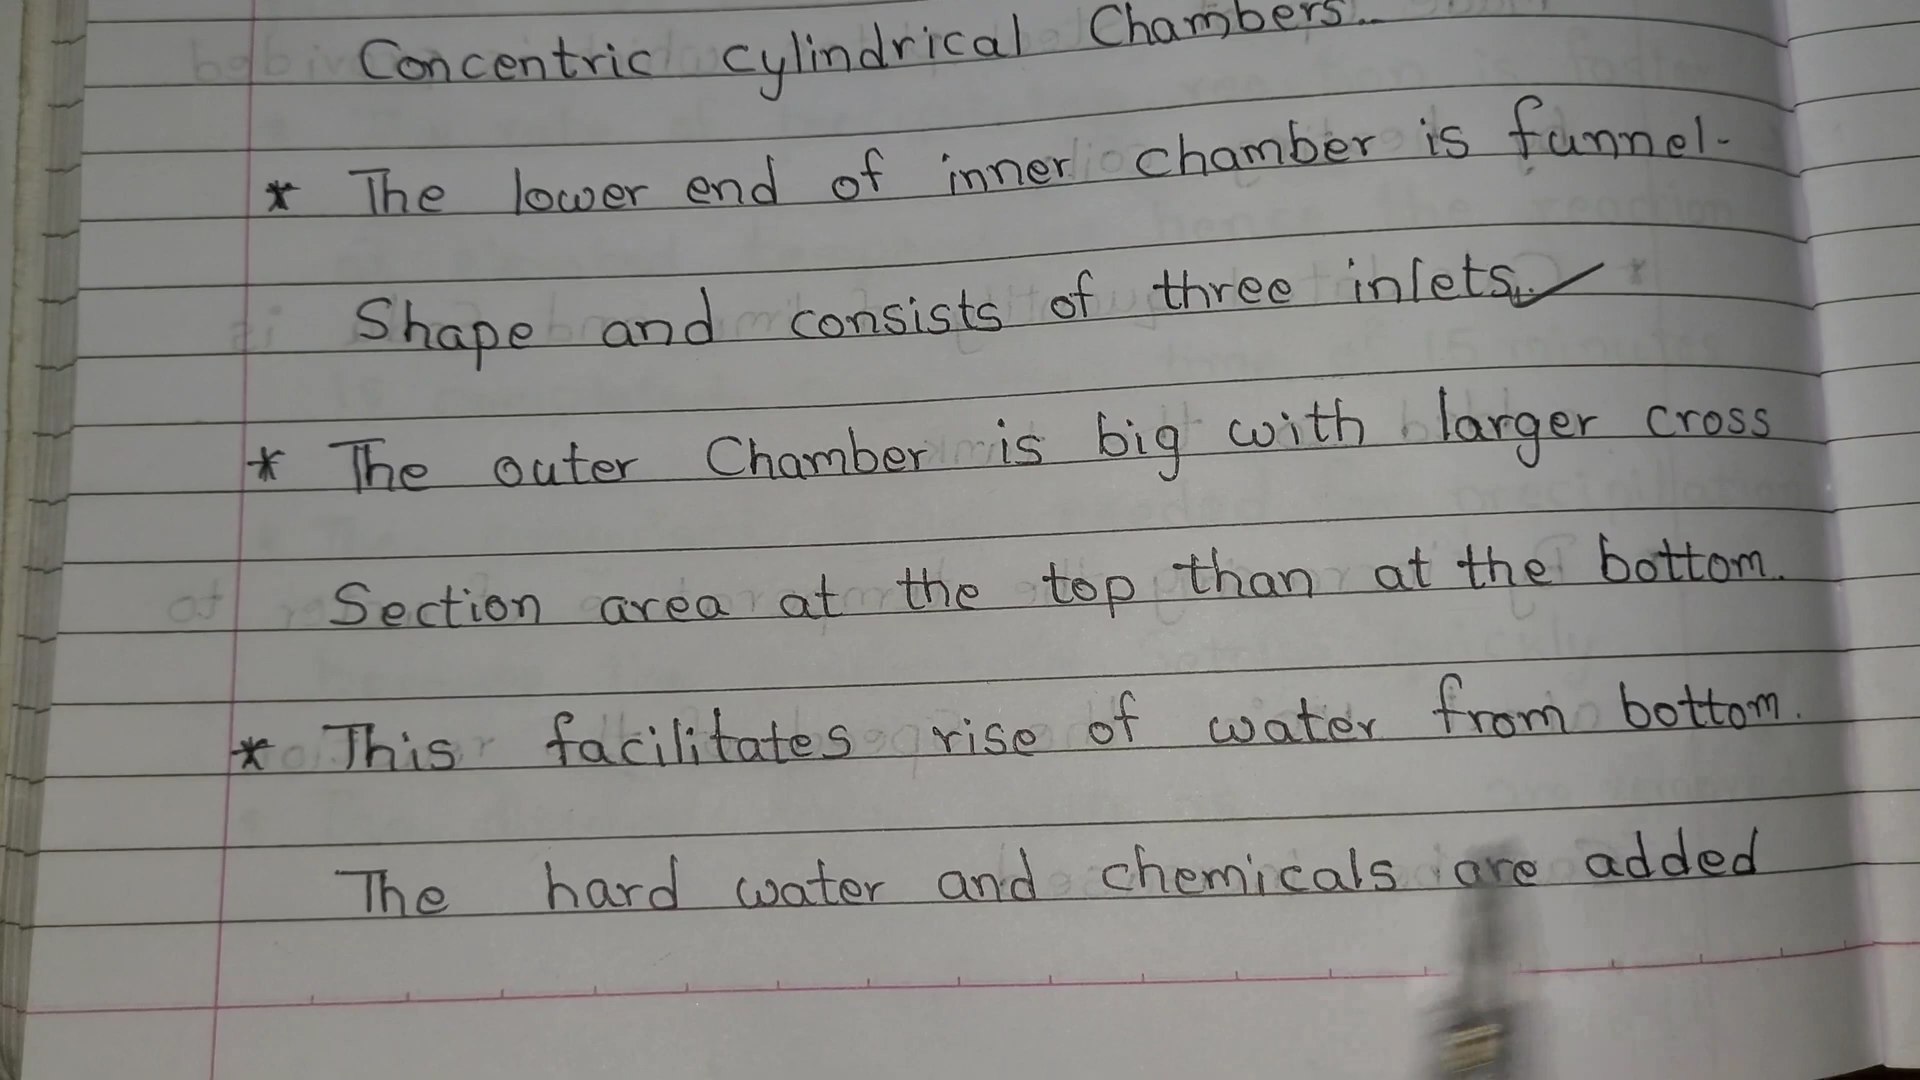 Concentric cylindrical Chambers.
* The lower end of inner chamber is funnel-
Shape and consists of three inlets.
* The outer Chamber is big with larger cross
Section area at the top than at the bottom.
* This facilitates rise of water from bottom.
The hard water and chemicals are added